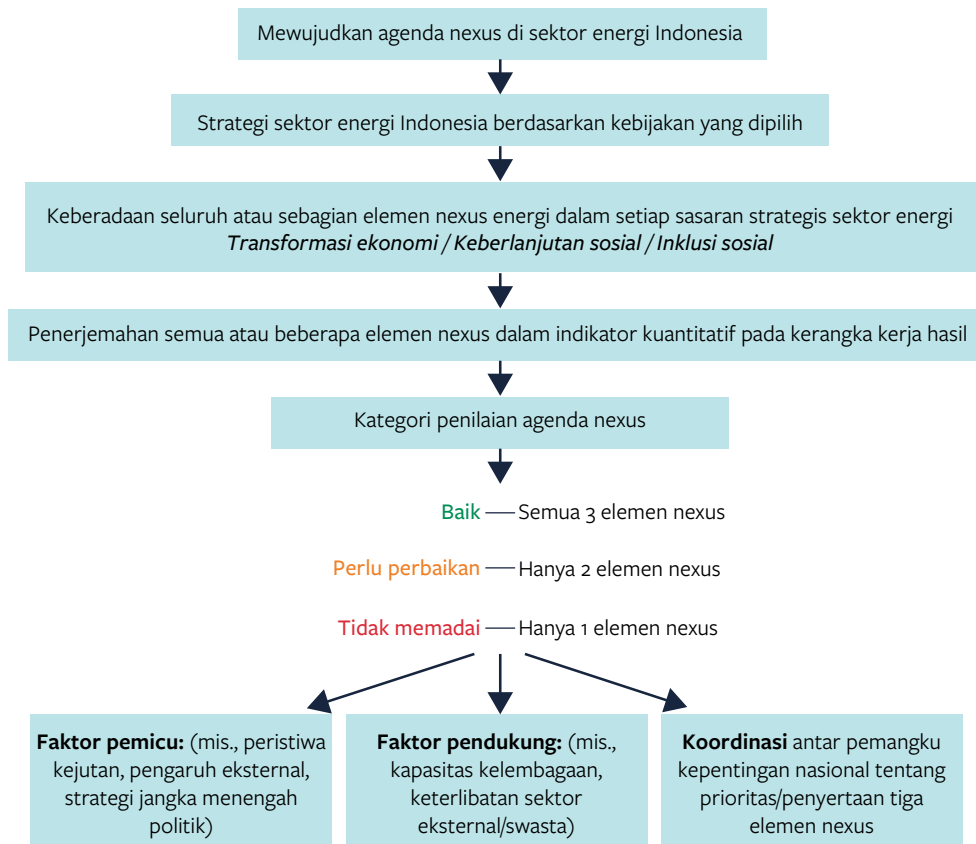 Mewujudkan agenda nexus di sektor energi Indonesia
Strategi sektor energi Indonesia berdasarkan kebijakan yang dipilih
Keberadaan seluruh atau sebagian elemen nexus energi dalam setiap sasaran strategis sektor energi
Transformasi ekonomi / Keberlanjutan sosial / Inklusi sosial
Penerjemahan semua atau beberapa elemen nexus dalam indikator kuantitatif pada kerangka kerja hasil
Kategori penilaian agenda nexus
Baik — Semua 3 elemen nexus
Perlu perbaikan — Hanya 2 elemen nexus
Tidak memadai — Hanya 1 elemen nexus
Faktor pemicu: (mis., peristiwa
kejutan, pengaruh eksternal,
strategi jangka menengah
politik)
Faktor pendukung: (mis.,
kapasitas kelembagaan,
keterlibatan sektor
eksternal/swasta)
Koordinasi antar pemangku
kepentingan nasional tentang
prioritas/penyertaan tiga
elemen nexus